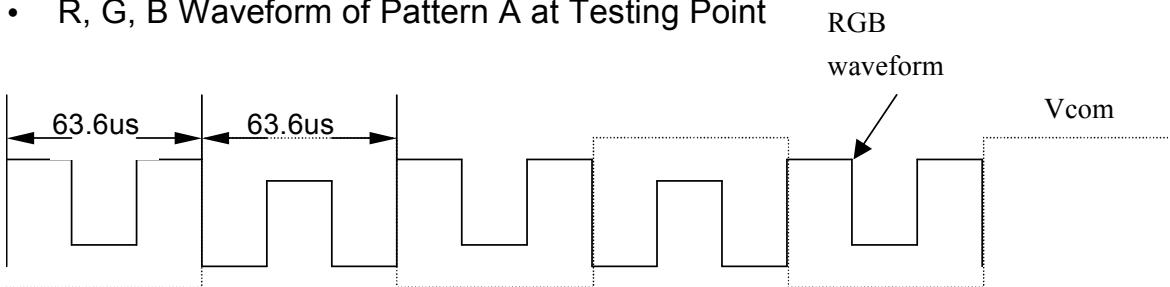 • R, G, B Waveform of Pattern A at Testing Point
RGB
waveform
Vcom
63.6us
63.6us